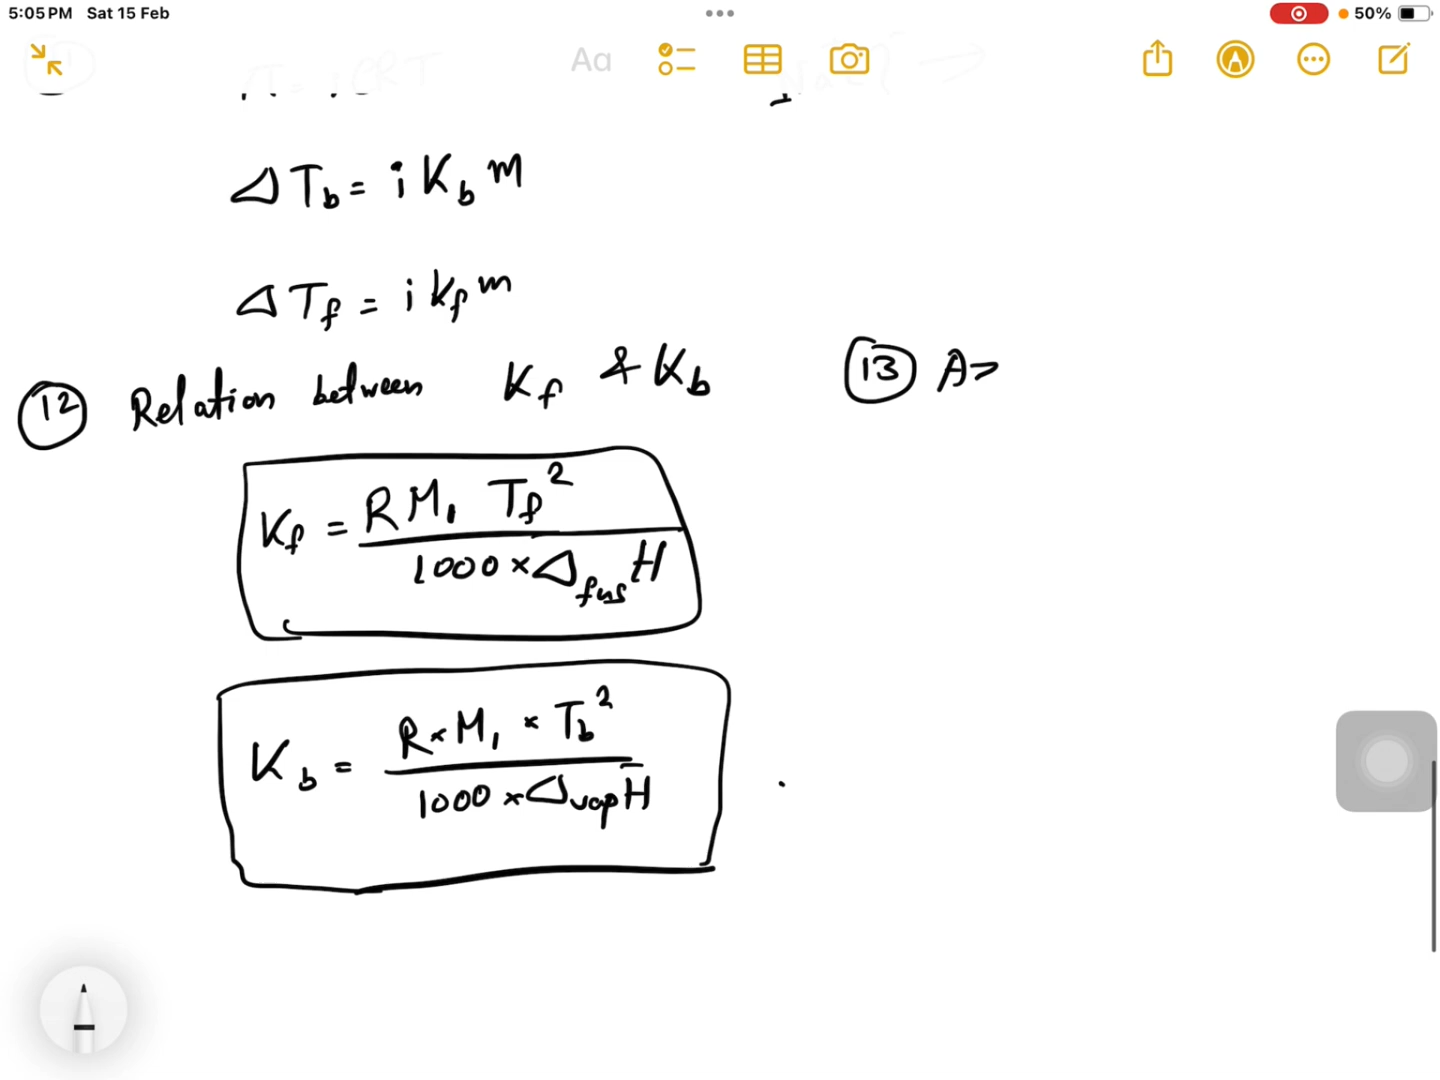 5:05 PM Sat 15 Feb
50%
Aa
ΔTb = i Kb m
ΔTf = i Kf m
12 Relation between Kf & Kb
Kf = R M1 Tf² / 1000 × ΔfusH
Kb = R × M1 × Tb² / 1000 × ΔvapH
13